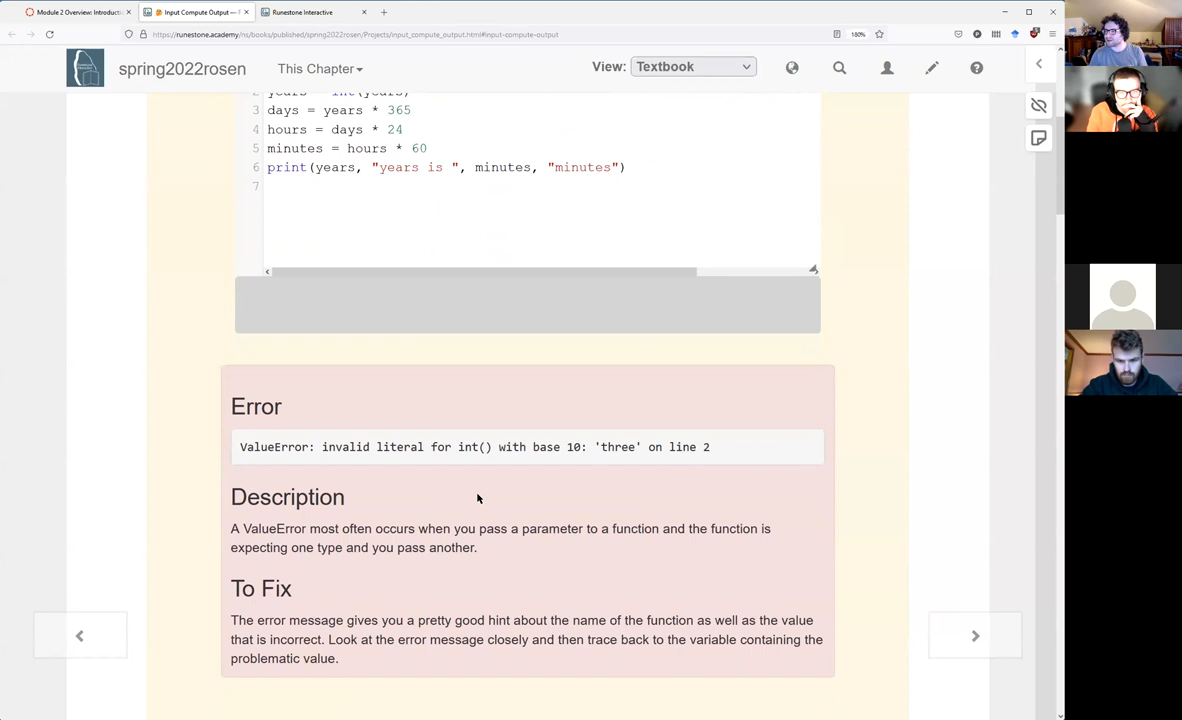 Module 2 Overview: Introducti
Input Compute Output —
Runestone Interactive
https://runestone.academy/ns/books/published/spring2022rosen/Projects/input_compute_output.html#input-compute-output
180%
spring2022rosen
This Chapter
View:
Textbook
2 years = int(years)
3 days = years * 365
4 hours = days * 24
5 minutes = hours * 60
6 print(years, "years is ", minutes, "minutes")
7
Error
ValueError: invalid literal for int() with base 10: 'three' on line 2
Description
A ValueError most often occurs when you pass a parameter to a function and the function is
expecting one type and you pass another.
To Fix
The error message gives you a pretty good hint about the name of the function as well as the value
that is incorrect. Look at the error message closely and then trace back to the variable containing the
problematic value.